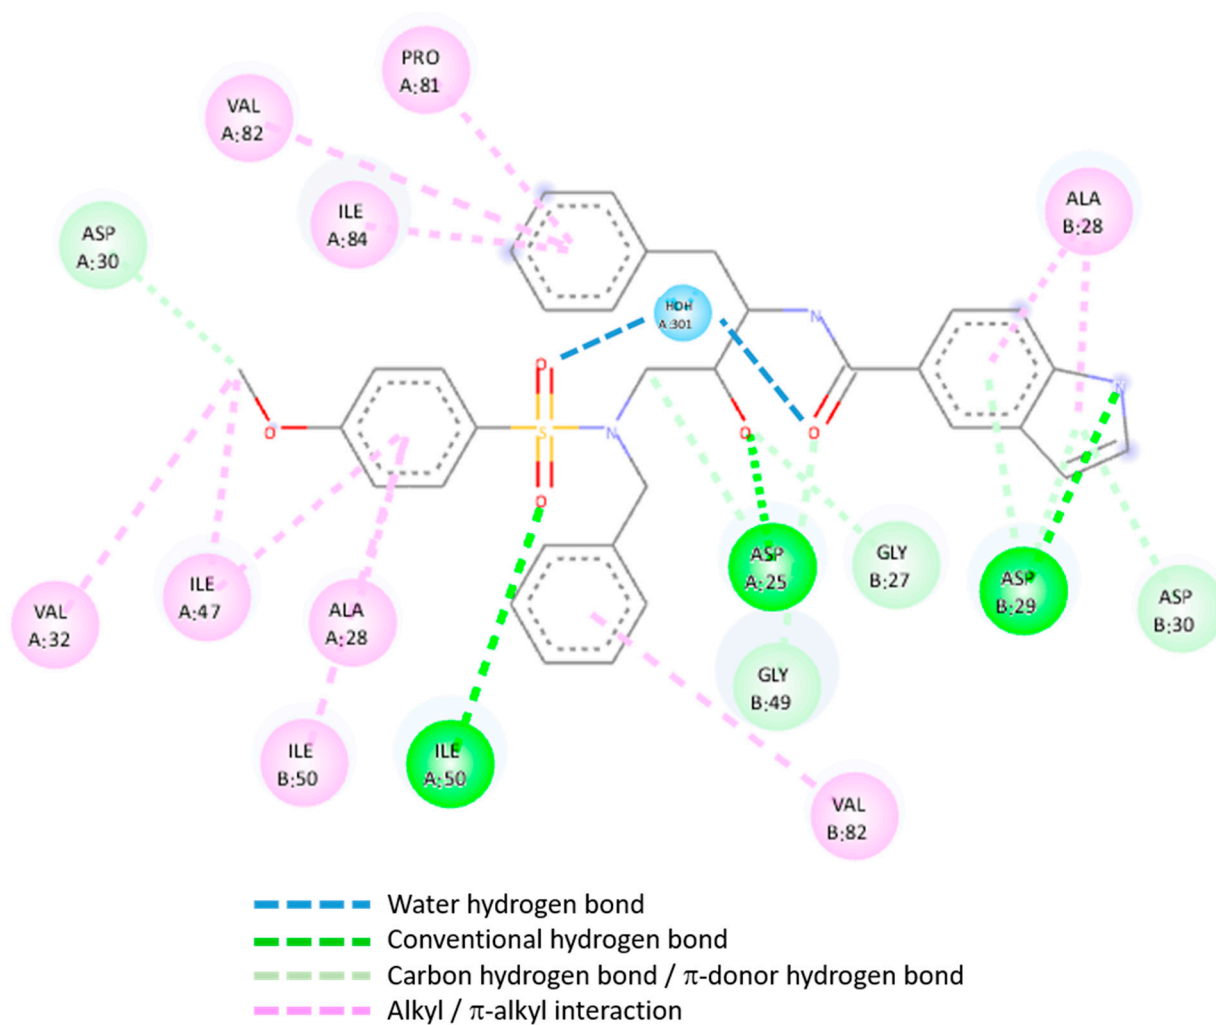 PRO
A:81
VAL
A:82
ILE
A:84
ALA
B:28
ASP
A:30
HOH
A:301
N
O
N
O
S
N
O
O
O
ASP
A:25
GLY
B:27
ASP
B:29
ILE
A:47
ALA
A:28
VAL
A:32
ASP
B:30
GLY
B:49
ILE
B:50
ILE
A:50
VAL
B:82
Water hydrogen bond
Conventional hydrogen bond
Carbon hydrogen bond / π-donor hydrogen bond
Alkyl / π-alkyl interaction